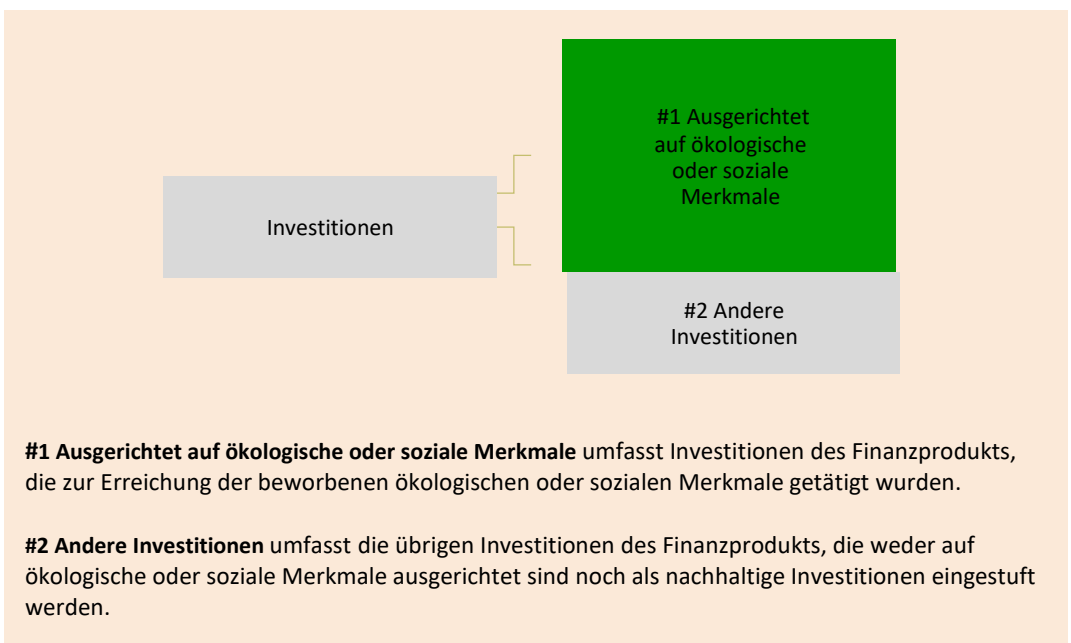 #1 Ausgerichtet
auf ökologische
oder soziale
Merkmale
Investitionen
#2 Andere
Investitionen
#1 Ausgerichtet auf ökologische oder soziale Merkmale umfasst Investitionen des Finanzprodukts,
die zur Erreichung der beworbenen ökologischen oder sozialen Merkmale getätigt wurden.
#2 Andere Investitionen umfasst die übrigen Investitionen des Finanzprodukts, die weder auf
ökologische oder soziale Merkmale ausgerichtet sind noch als nachhaltige Investitionen eingestuft
werden.